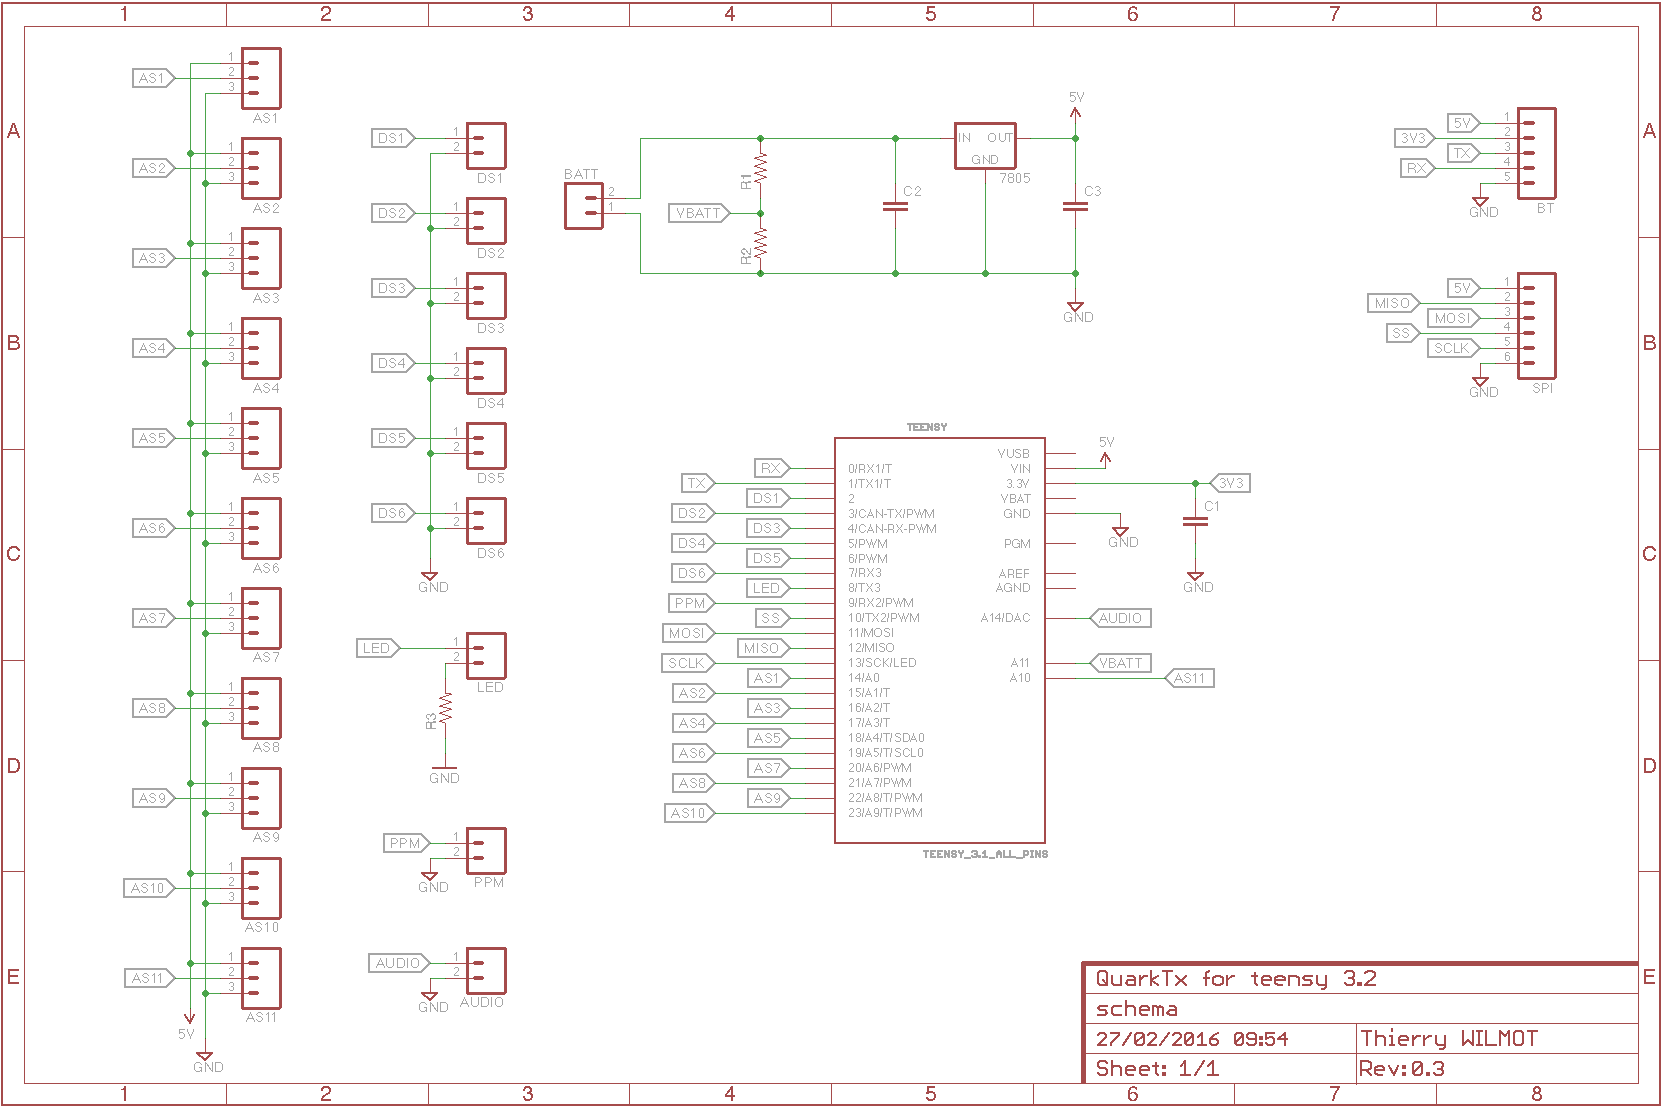 1 2 3 4 5 6 7 8
A
B
C
D
E
AS1
1
2
3
AS1
AS2
1
2
3
AS2
AS3
1
2
3
AS3
AS4
1
2
3
AS4
AS5
1
2
3
AS5
AS6
1
2
3
AS6
AS7
1
2
3
AS7
AS8
1
2
3
AS8
AS9
1
2
3
AS9
AS10
1
2
3
AS10
AS11
1
2
3
AS11
5V
GND
DS1
1
2
DS1
DS2
1
2
DS2
DS3
1
2
DS3
DS4
1
2
DS4
DS5
1
2
DS5
DS6
1
2
DS6
GND
LED
1
2
LED
R3
GND
PPM
1
2
PPM
GND
AUDIO
1
2
AUDIO
GND
BATT
2
1
VBATT
R1
R2
C2
IN OUT
GND
7805
5V
C3
GND
TEENSY
RX 0/RX1/T
TX 1/TX1/T
DS1 2
DS2 3/CAN-TX/PWM
DS3 4/CAN-RX-PWM
DS4 5/PWM
DS5 6/PWM
DS6 7/RX3
LED 8/TX3
PPM 9/RX2/PWM
SS 10/TX2/PWM
MOSI 11/MOSI
MISO 12/MISO
SCLK 13/SCK/LED
AS1 14/A0
AS2 15/A1/T
AS3 16/A2/T
AS4 17/A3/T
AS5 18/A4/T/SDA0
AS6 19/A5/T/SCL0
AS7 20/A6/PWM
AS8 21/A7/PWM
AS9 22/A8/T/PWM
AS10 23/A9/T/PWM
VUSB
VIN 5V
3.3V 3V3
VBAT
GND GND
PGM
AREF
AGND
A14/DAC AUDIO
A11 VBATT
A10 AS11
C1
GND
TEENSY_3.1_ALL_PINS
5V 1
3V3 2
TX 3
RX 4
5
GND
BT
5V 1
MISO 2
MOSI 3
SS 4
SCLK 5
6
GND
SPI
A
B
C
D
E
QuarkTx for teensy 3.2
schema
27/02/2016 09:54 Thierry WILMOT
Sheet: 1/1 Rev:0.3
1 2 3 4 5 6 7 8